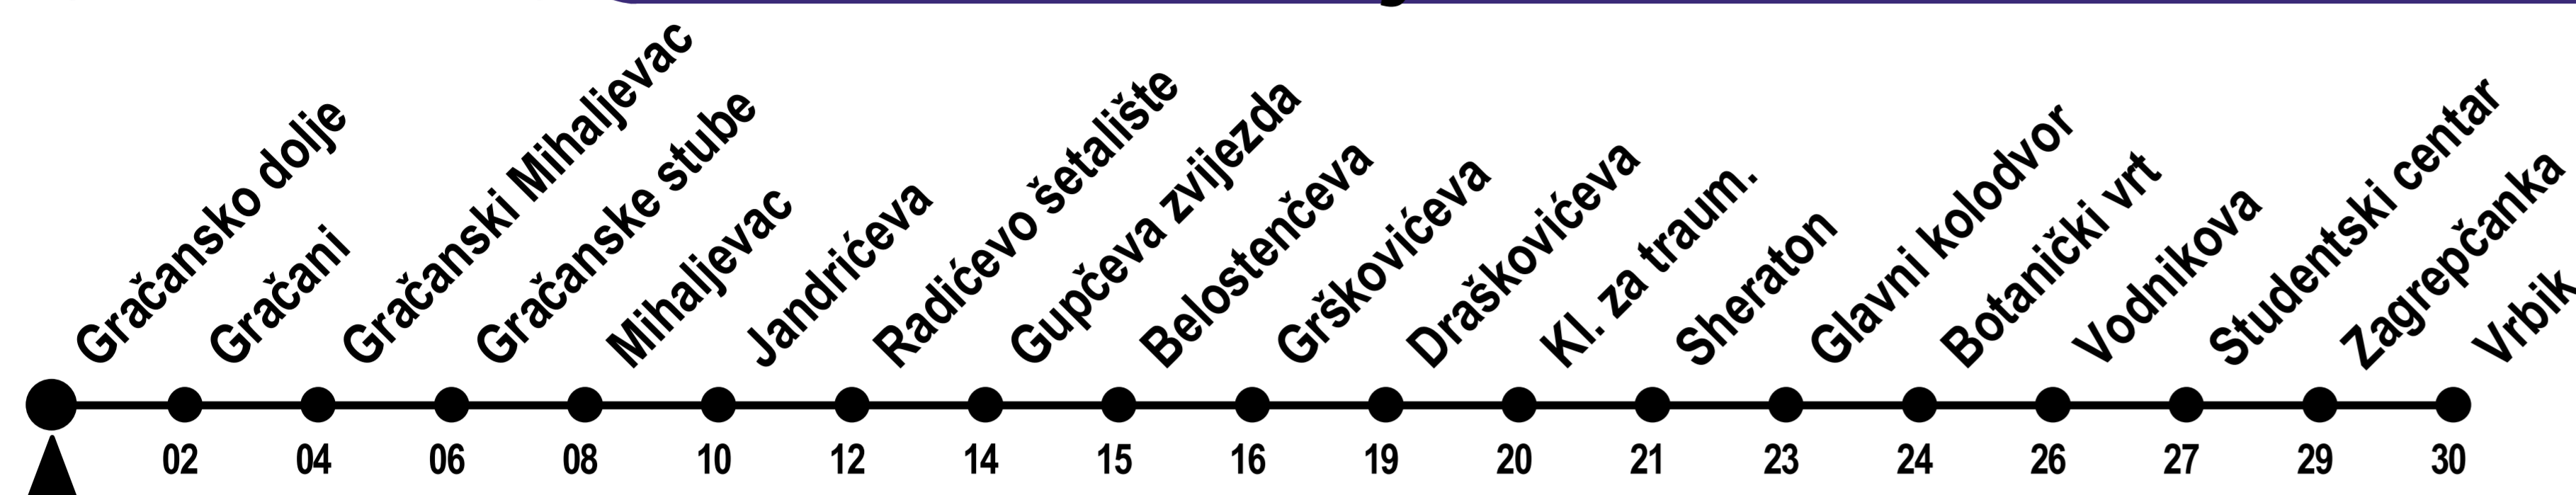 Gračansko dolje
Gračani
Gračanski Mihaljevac
Gračanske stube
Mihaljevac
Jandrićeva
Radićevo šetalište
Gupčeva zvijezda
Belostenčeva
Grškovićeva
Draškovićeva
Kl. za traum.
Sheraton
Glavni kolodvor
Botanički vrt
Vodnikova
Studentski centar
Zagrepčanka
Vrbik
02 04 06 08 10 12 14 15 16 19 20 21 23 24 26 27 29 30